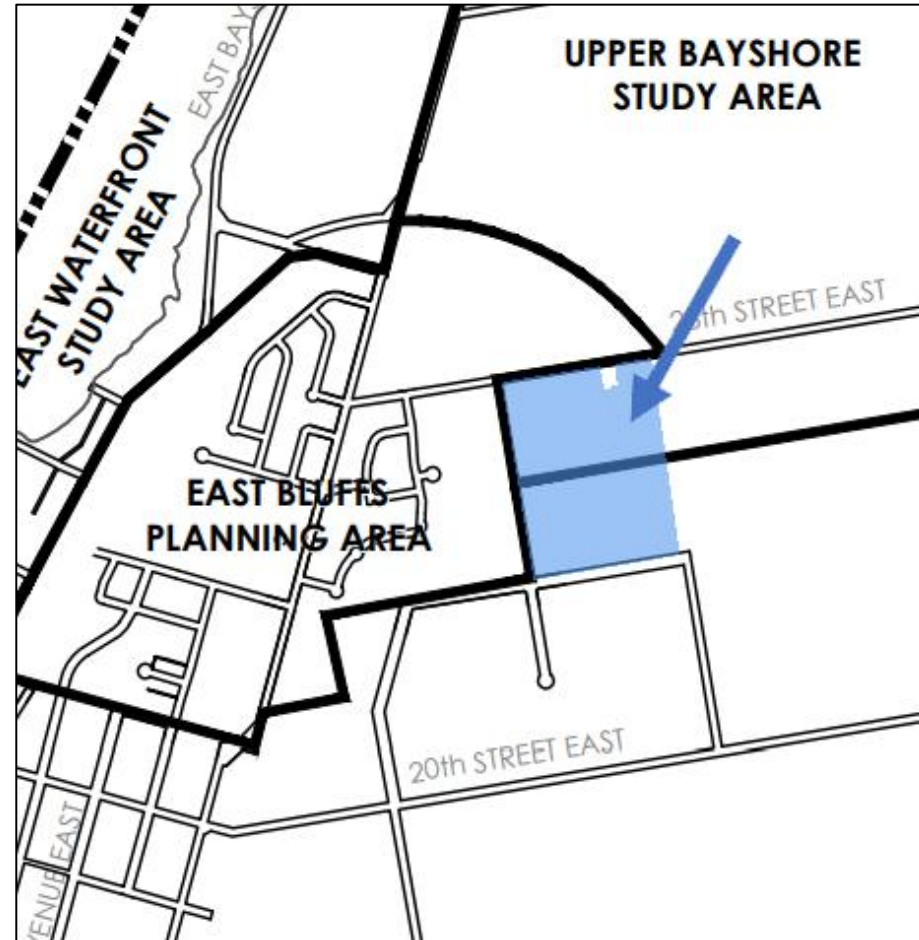 UPPER BAYSHORE
STUDY AREA
EAST BAY
EAST WATERFRONT
STUDY AREA
STREET EAST
EAST BLUFFS
PLANNING AREA
20th STREET EAST
VENUE EAST